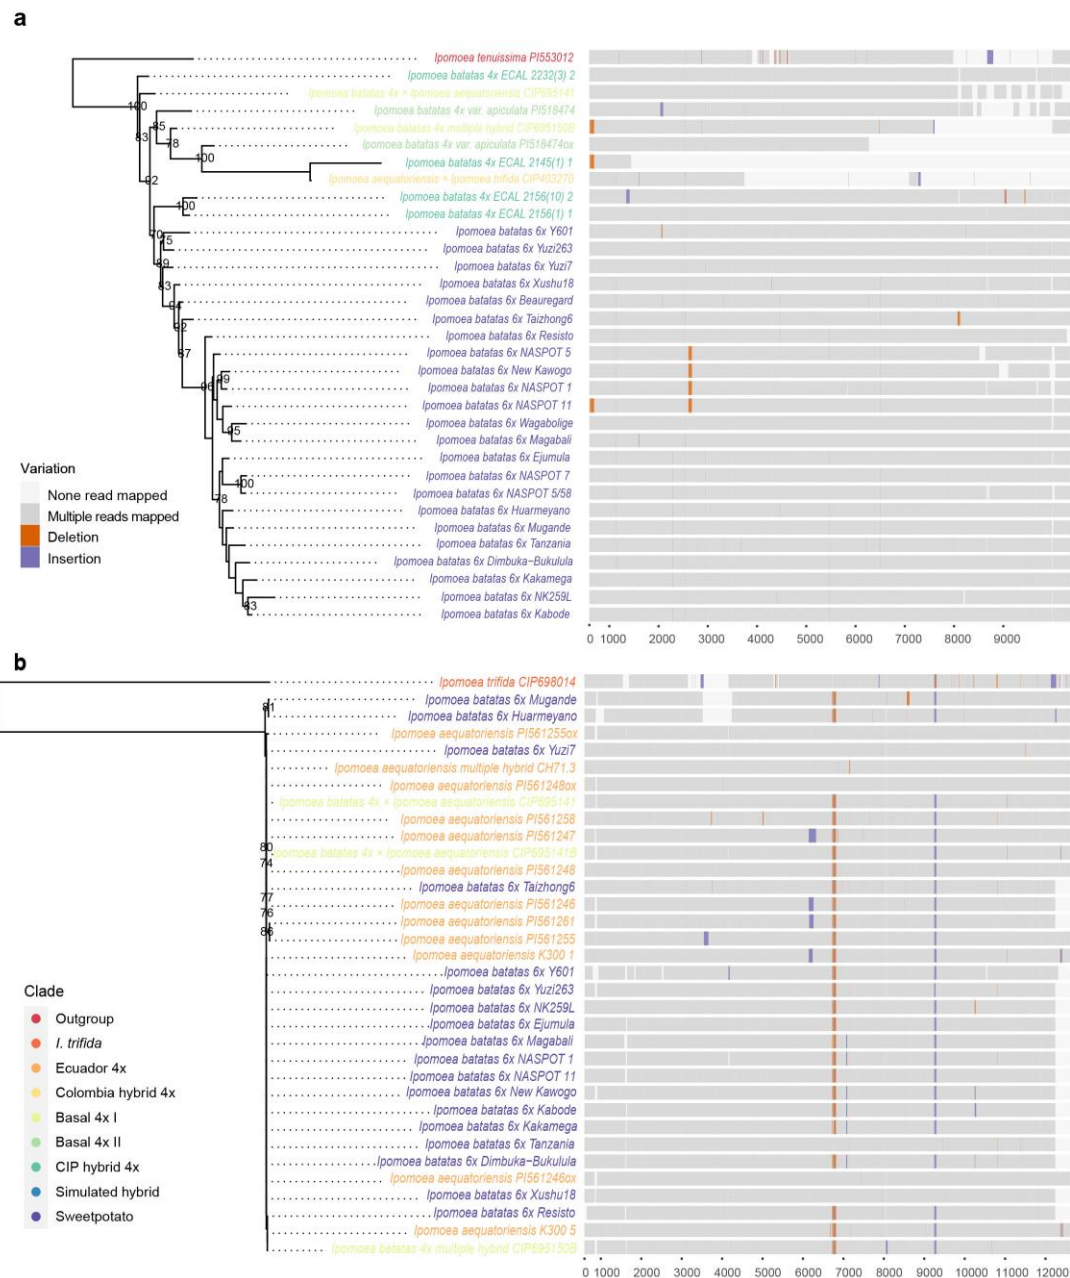 a
Ipomoea tenuissima PI553012
Ipomoea batatas 4x ECAL 2232(3) 2
Ipomoea batatas 4x × Ipomoea aequatoriensis CIP695141
Ipomoea batatas 4x var. apiculata PI518474
Ipomoea batatas 4x multiple hybrid CIP695150B
Ipomoea batatas 4x var. apiculata PI518474ox
Ipomoea batatas 4x ECAL 2145(1) 1
Ipomoea aequatoriensis × Ipomoea trifida CIP403270
Ipomoea batatas 4x ECAL 2156(10) 2
Ipomoea batatas 4x ECAL 2156(1) 1
Ipomoea batatas 6x Y601
Ipomoea batatas 6x Yuzi263
Ipomoea batatas 6x Yuzi7
Ipomoea batatas 6x Xushu18
Ipomoea batatas 6x Beauregard
Ipomoea batatas 6x Taizhong6
Ipomoea batatas 6x Resisto
Ipomoea batatas 6x NASPOT 5
Ipomoea batatas 6x New Kawogo
Ipomoea batatas 6x NASPOT 1
Ipomoea batatas 6x NASPOT 11
Ipomoea batatas 6x Wagabolige
Ipomoea batatas 6x Magabali
Ipomoea batatas 6x Ejumula
Ipomoea batatas 6x NASPOT 7
Ipomoea batatas 6x NASPOT 5/58
Ipomoea batatas 6x Huarmeyano
Ipomoea batatas 6x Mugande
Ipomoea batatas 6x Tanzania
Ipomoea batatas 6x Dimbuka−Bukulula
Ipomoea batatas 6x Kakamega
Ipomoea batatas 6x NK259L
Ipomoea batatas 6x Kabode
100
85
83
78
100
92
100
70
75
89
83
94
92
87
99
96
95
100
78
83
Variation
None read mapped
Multiple reads mapped
Deletion
Insertion
0 1000 2000 3000 4000 5000 6000 7000 8000 9000
b
Ipomoea trifida CIP698014
Ipomoea batatas 6x Mugande
Ipomoea batatas 6x Huarmeyano
Ipomoea aequatoriensis PI561255ox
Ipomoea batatas 6x Yuzi7
Ipomoea aequatoriensis multiple hybrid CH71.3
Ipomoea aequatoriensis PI561248ox
Ipomoea batatas 4x × Ipomoea aequatoriensis CIP695141
Ipomoea aequatoriensis PI561258
Ipomoea aequatoriensis PI561247
Ipomoea batatas 4x × Ipomoea aequatoriensis CIP695141B
Ipomoea aequatoriensis PI561248
Ipomoea batatas 6x Taizhong6
Ipomoea aequatoriensis PI561246
Ipomoea aequatoriensis PI561261
Ipomoea aequatoriensis PI561255
Ipomoea aequatoriensis K300 1
Ipomoea batatas 6x Y601
Ipomoea batatas 6x Yuzi263
Ipomoea batatas 6x NK259L
Ipomoea batatas 6x Ejumula
Ipomoea batatas 6x Magabali
Ipomoea batatas 6x NASPOT 1
Ipomoea batatas 6x NASPOT 11
Ipomoea batatas 6x New Kawogo
Ipomoea batatas 6x Kabode
Ipomoea batatas 6x Kakamega
Ipomoea batatas 6x Tanzania
Ipomoea batatas 6x Dimbuka−Bukulula
Ipomoea aequatoriensis PI561246ox
Ipomoea batatas 6x Xushu18
Ipomoea batatas 6x Resisto
Ipomoea aequatoriensis K300 5
Ipomoea batatas 4x multiple hybrid CIP695150B
81
80
74
77
76
Clade
Outgroup
I. trifida
Ecuador 4x
Colombia hybrid 4x
Basal 4x I
Basal 4x II
CIP hybrid 4x
Simulated hybrid
Sweetpotato
0 1000 2000 3000 4000 5000 6000 7000 8000 9000 10000 11000 12000